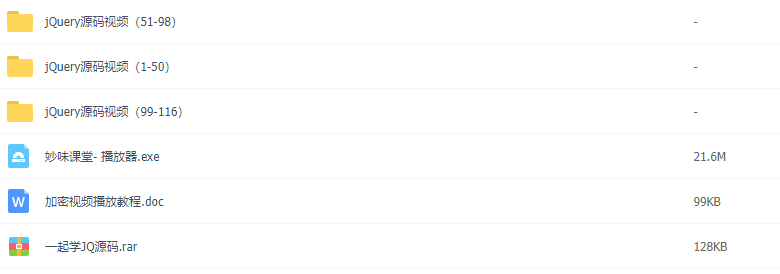 jQuery源码视频（51-98） -
jQuery源码视频（1-50） -
jQuery源码视频（99-116） -
妙味课堂- 播放器.exe 21.6M
W 加密视频播放教程.doc 99KB
一起学JQ源码.rar 128KB